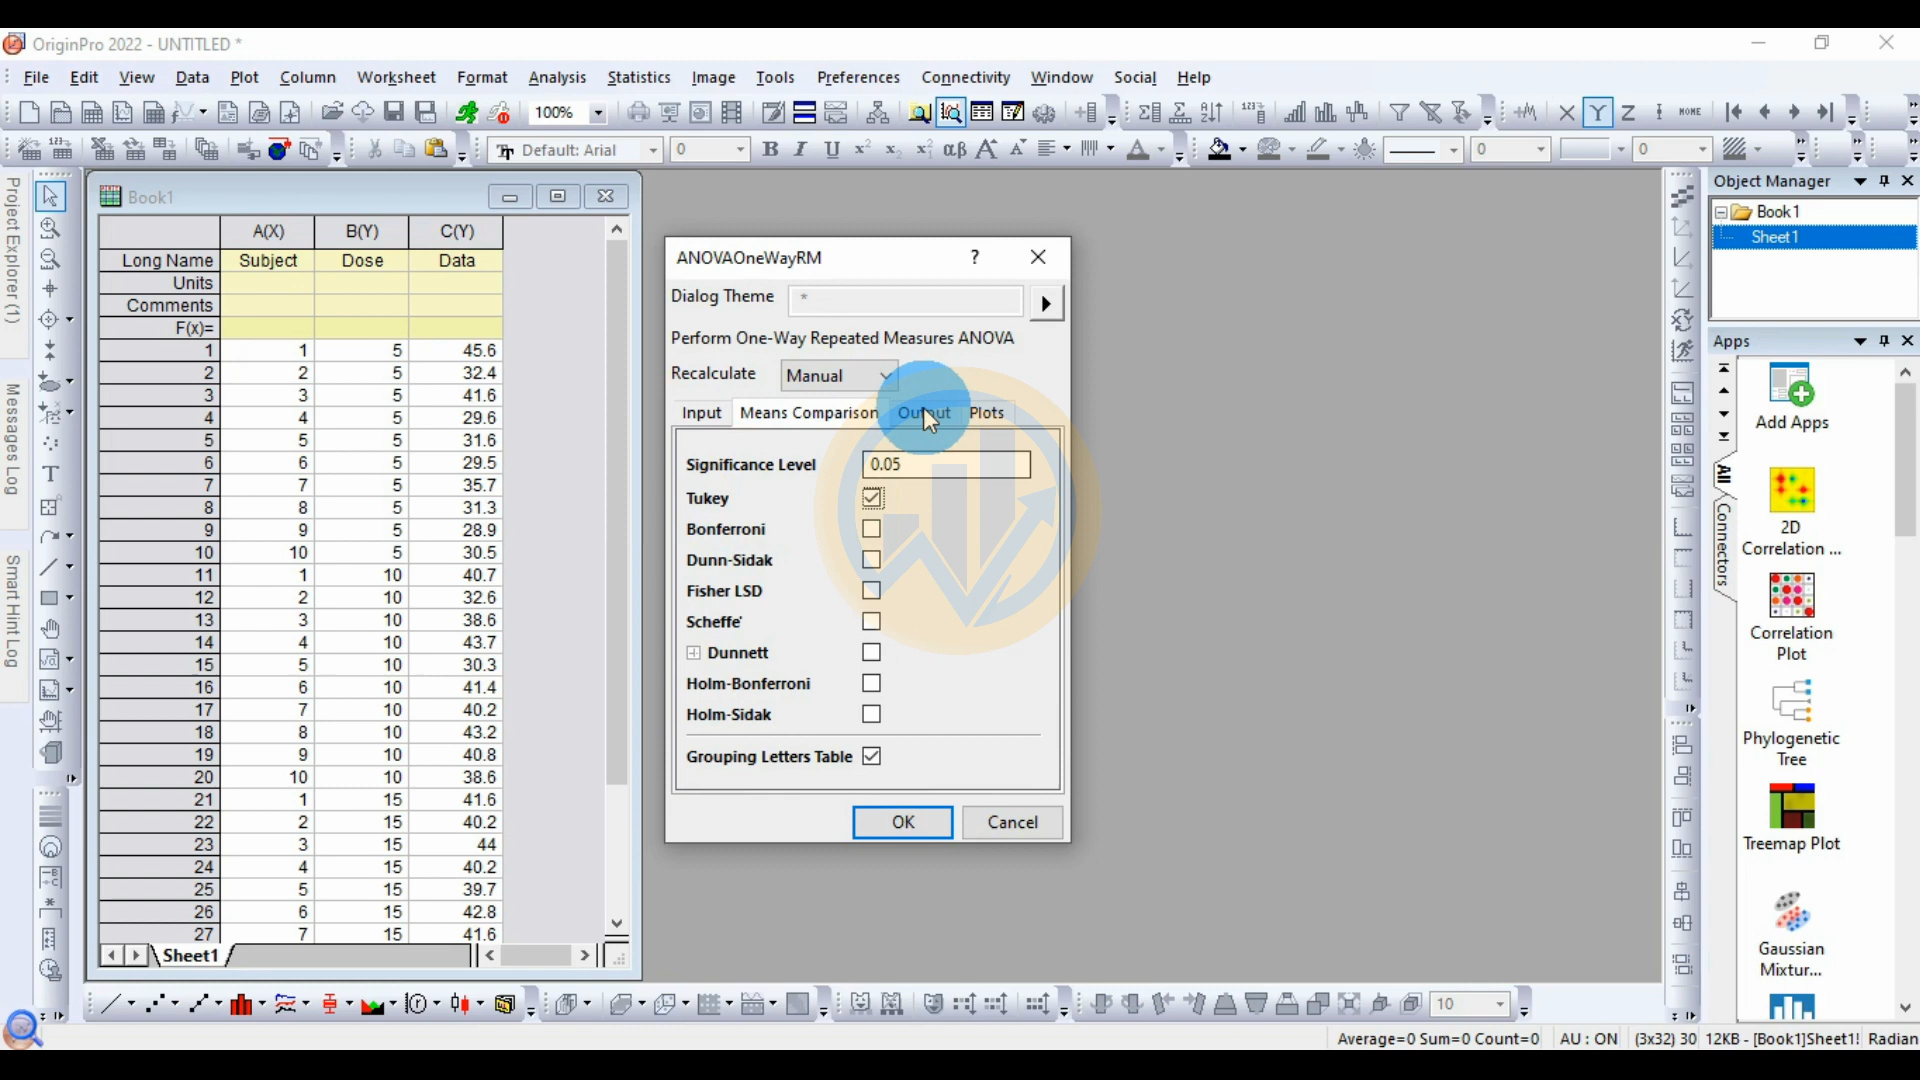 OriginPro 2022 - UNTITLED *
File Edit View Data Plot Column Worksheet Format Analysis Statistics Image Tools Preferences Connectivity Window Social Help
100% HOME
Default: Arial 0 B I U αβ A A A 0 0
Project Explorer (1)
Messages Log
Smart Hint Log
Book1
A(X) B(Y) C(Y)
Long Name Subject Dose Data
Units
Comments
F(x)=
1 1 5 45.6
2 2 5 32.4
3 3 5 41.6
4 4 5 29.6
5 5 5 31.6
6 6 5 29.5
7 7 5 35.7
8 8 5 31.3
9 9 5 28.9
10 10 5 30.5
11 1 10 40.7
12 2 10 32.6
13 3 10 38.6
14 4 10 43.7
15 5 10 30.3
16 6 10 41.4
17 7 10 40.2
18 8 10 43.2
19 9 10 40.8
20 10 10 38.6
21 1 15 41.6
22 2 15 40.2
23 3 15 44
24 4 15 40.2
25 5 15 39.7
26 6 15 42.8
27 7 15 41.6
Sheet1
ANOVAOneWayRM ?
Dialog Theme *
Perform One-Way Repeated Measures ANOVA
Recalculate Manual
Input Means Comparison Output Plots
Significance Level 0.05
Tukey
Bonferroni
Dunn-Sidak
Fisher LSD
Scheffe'
Dunnett
Holm-Bonferroni
Holm-Sidak
Grouping Letters Table
OK Cancel
Object Manager
Book1
Sheet1
Apps
All
Connectors
Add Apps
2D
Correlation ...
Correlation
Plot
Phylogenetic
Tree
Treemap Plot
Gaussian
Mixtur...
10
Average=0 Sum=0 Count=0 AU : ON (3x32) 30 12KB - [Book1]Sheet1! Radian